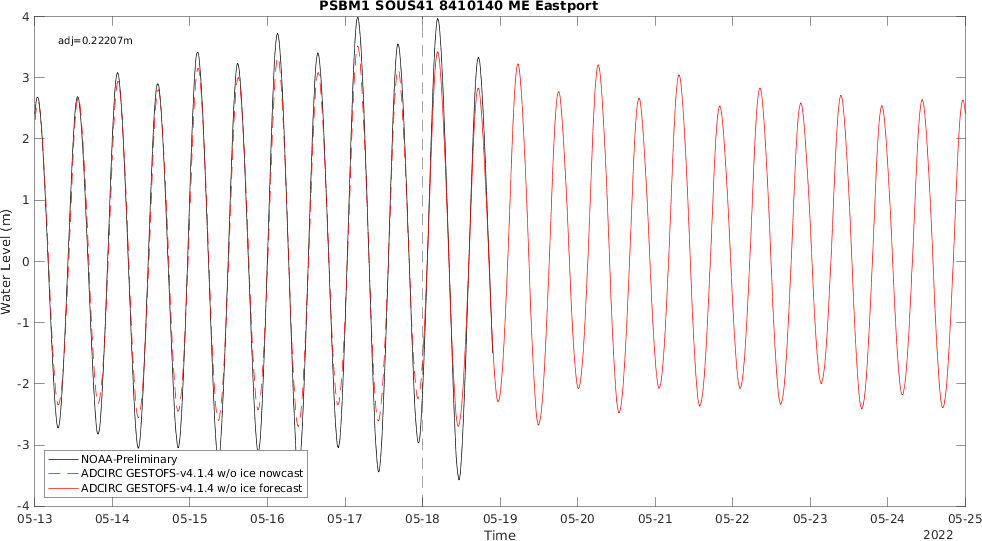 PSBM1 SOUS41 8410140 ME Eastport
adj=0.22207m
Water Level (m)
4
3
2
1
0
-1
-2
-3
-4
NOAA-Preliminary
ADCIRC GESTOFS-v4.1.4 w/o ice nowcast
ADCIRC GESTOFS-v4.1.4 w/o ice forecast
05-13 05-14 05-15 05-16 05-17 05-18 05-19 05-20 05-21 05-22 05-23 05-24 05-25
Time
2022